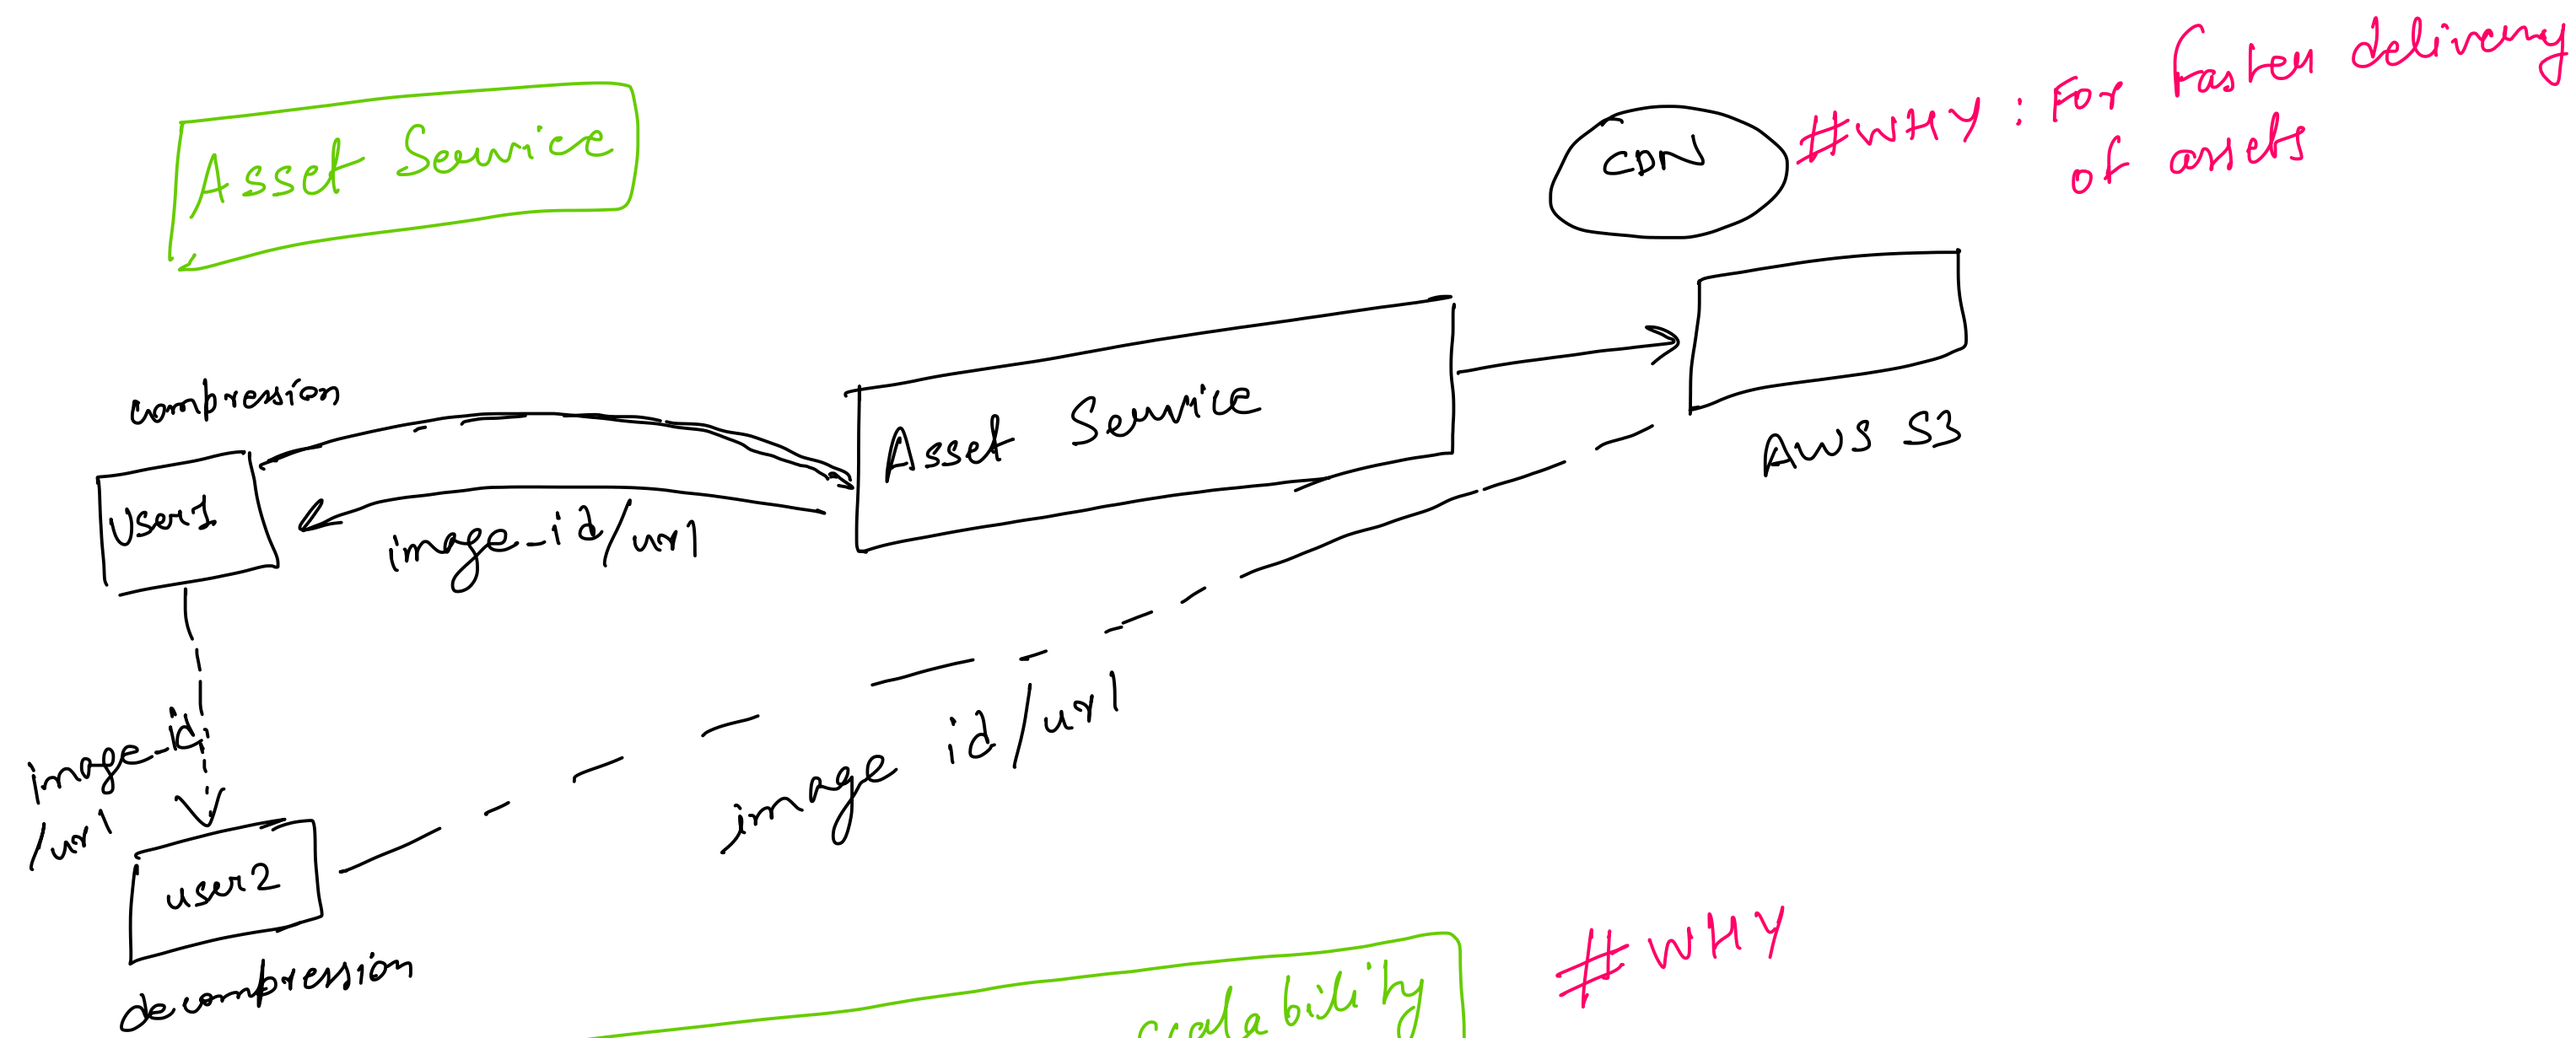 Asset Service
CDN
#WHY : For Faster delivery
of assets
compression
Asset Service
AWS S3
User1
image_id/url
image_id
/url
image id/url
user2
decompression
#WHY
scalability